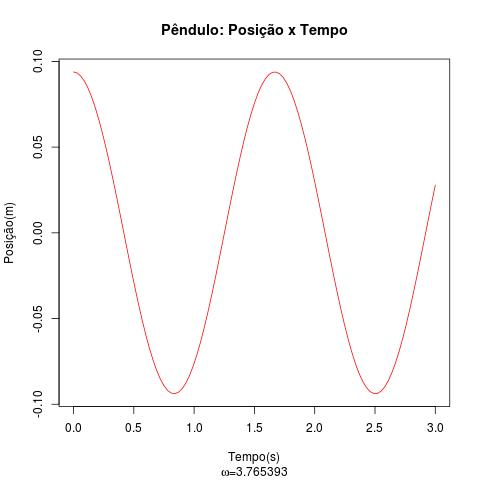 Pêndulo: Posição x Tempo
Posição(m)
0.10
0.05
0.00
-0.05
-0.10
0.0 0.5 1.0 1.5 2.0 2.5 3.0
Tempo(s)
ω=3.765393